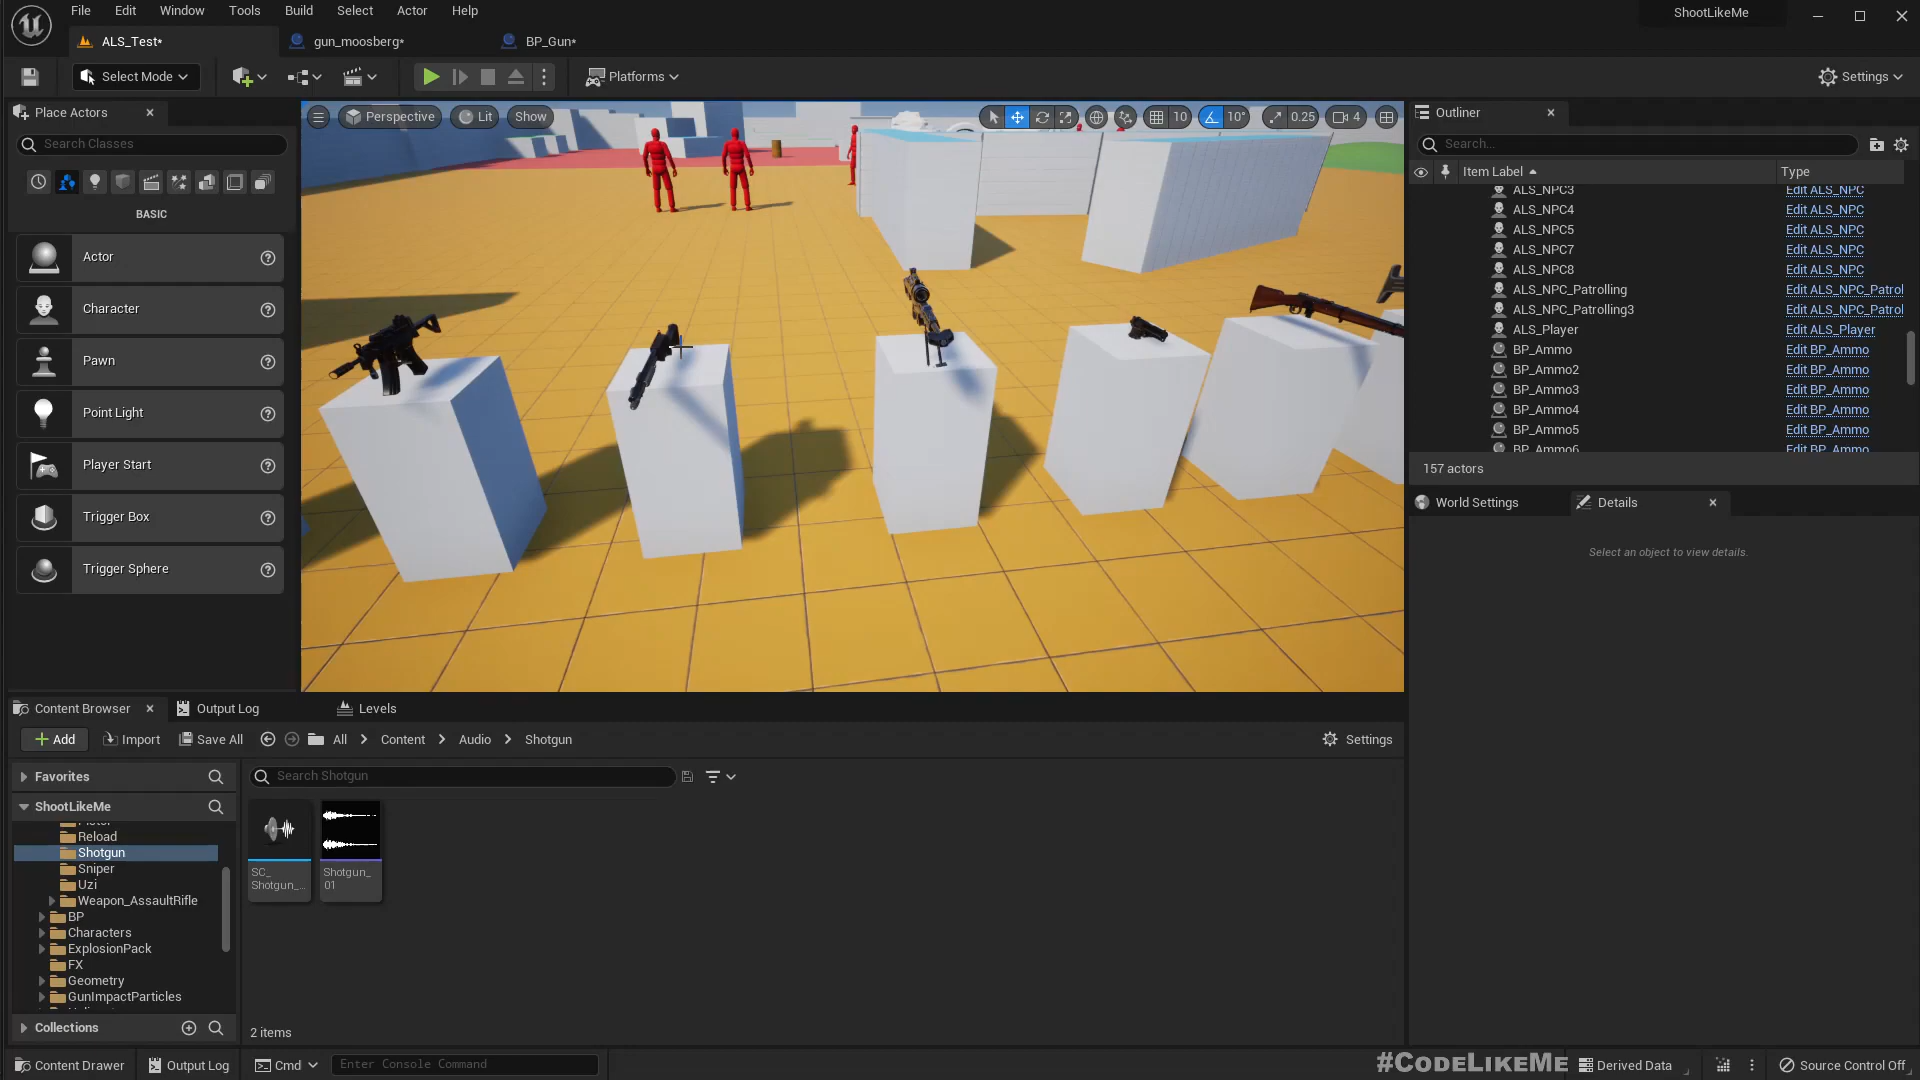 File Edit Window Tools Build Select Actor Help
ShootLikeMe
ALS_Test* gun_moosberg* BP_Gun*
Select Mode Platforms Settings
Place Actors
Search Classes
BASIC
Actor
Character
Pawn
Point Light
Player Start
Trigger Box
Trigger Sphere
Perspective Lit Show 10 10° 0.25 4
Outliner
Search...
Item Label Type
ALS_NPC3 Edit ALS_NPC
ALS_NPC4 Edit ALS_NPC
ALS_NPC5 Edit ALS_NPC
ALS_NPC7 Edit ALS_NPC
ALS_NPC8 Edit ALS_NPC
ALS_NPC_Patrolling Edit ALS_NPC_Patrol
ALS_NPC_Patrolling3 Edit ALS_NPC_Patrol
ALS_Player Edit ALS_Player
BP_Ammo Edit BP_Ammo
BP_Ammo2 Edit BP_Ammo
BP_Ammo3 Edit BP_Ammo
BP_Ammo4 Edit BP_Ammo
BP_Ammo5 Edit BP_Ammo
BP_Ammo6 Edit BP_Ammo
157 actors
World Settings Details
Select an object to view details.
Content Browser Output Log Levels
Add Import Save All All Content Audio Shotgun Settings
Favorites
Search Shotgun
ShootLikeMe
Reload
Shotgun
Sniper
Uzi
Weapon_AssaultRifle
BP
Characters
ExplosionPack
FX
Geometry
GunImpactParticles
Collections
SC_
Shotgun_...
Shotgun_
01
2 items
Content Drawer Output Log Cmd Enter Console Command
#CodeLikeMe
Derived Data Source Control Off